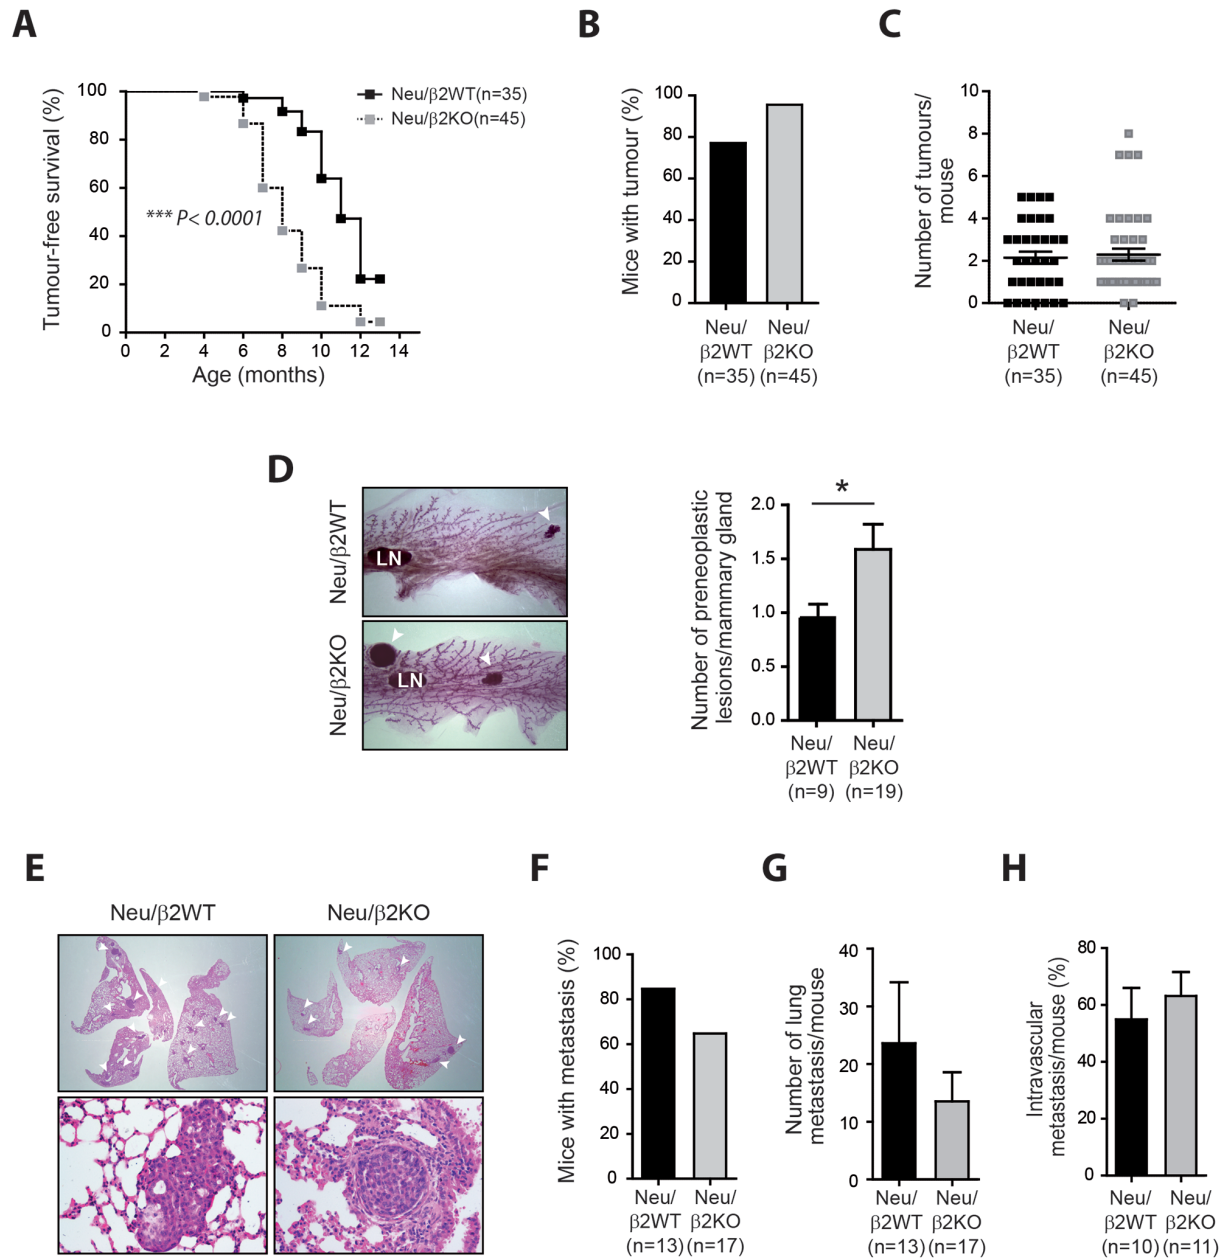 A
Tumour-free survival (%)
100
80
60
40
20
0
0 2 4 6 8 10 12 14
Age (months)
Neu/β2WT(n=35)
Neu/β2KO(n=45)
*** P< 0.0001
B
Mice with tumour (%)
100
80
60
40
20
0
Neu/ Neu/
β2WT β2KO
(n=35) (n=45)
C
Number of tumours/
mouse
10
8
6
4
2
0
Neu/ Neu/
β2WT β2KO
(n=35) (n=45)
D
Neu/β2WT
LN
Neu/β2KO
LN
Number of preneoplastic
lesions/mammary gland
2.0
1.5
1.0
0.5
0.0
*
Neu/ Neu/
β2WT β2KO
(n=9) (n=19)
E
Neu/β2WT Neu/β2KO
F
Mice with metastasis (%)
100
80
60
40
20
0
Neu/ Neu/
β2WT β2KO
(n=13) (n=17)
G
Number of lung
metastasis/mouse
40
30
20
10
0
Neu/ Neu/
β2WT β2KO
(n=13) (n=17)
H
Intravascular
metastasis/mouse (%)
80
60
40
20
0
Neu/ Neu/
β2WT β2KO
(n=10) (n=11)